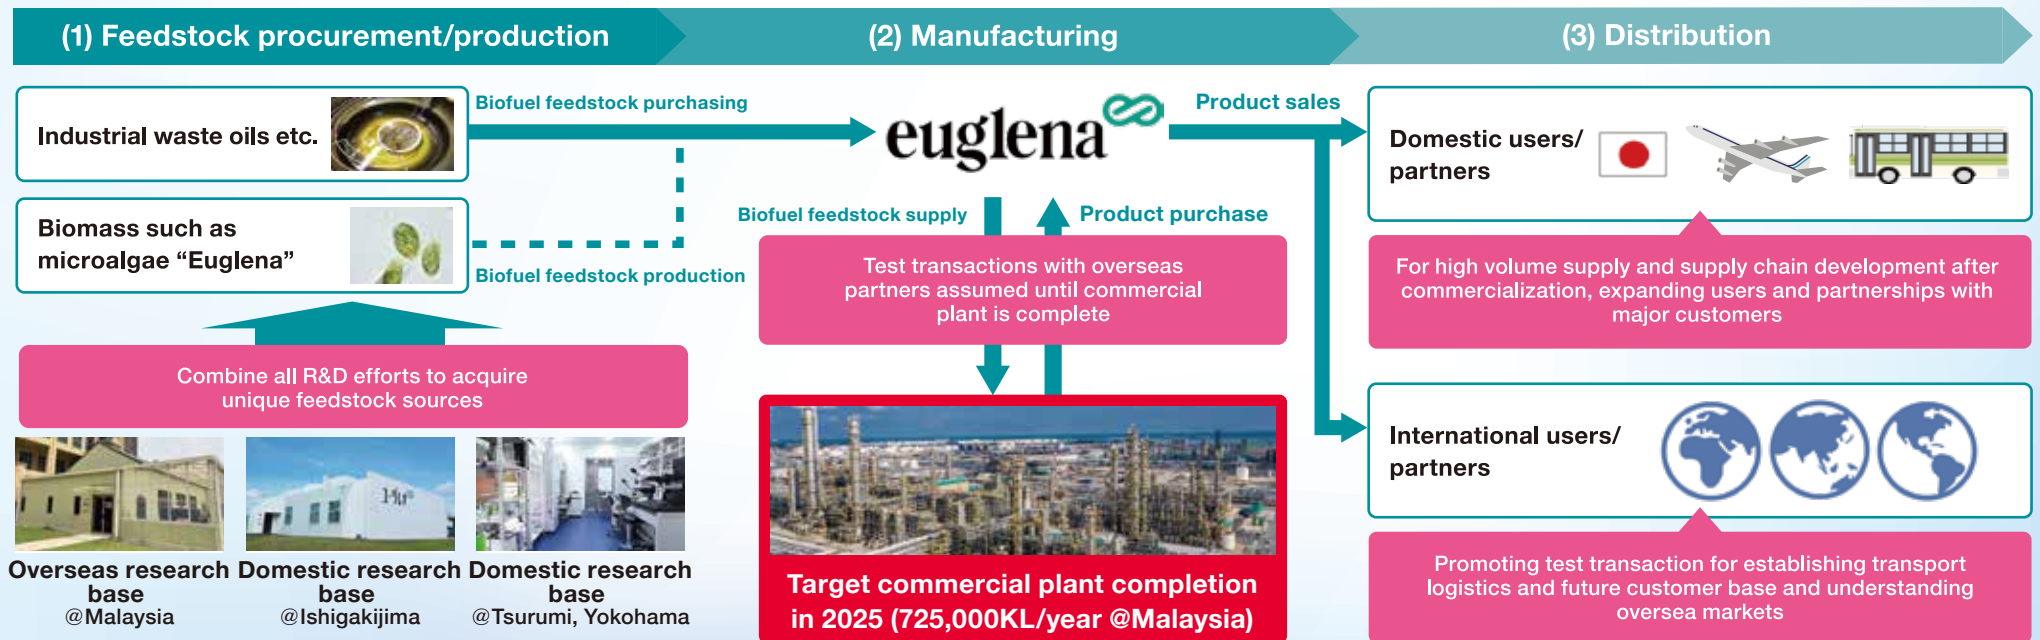 (1) Feedstock procurement/production
(2) Manufacturing
(3) Distribution
Industrial waste oils etc.
Biofuel feedstock purchasing
Biomass such as
microalgae “Euglena”
Biofuel feedstock production
Combine all R&D efforts to acquire
unique feedstock sources
Overseas research
base
@Malaysia
Domestic research
base
@Ishigakijima
Domestic research
base
@Tsurumi, Yokohama
euglena
Biofuel feedstock supply
Product purchase
Test transactions with overseas
partners assumed until commercial
plant is complete
Target commercial plant completion
in 2025 (725,000KL/year @Malaysia)
Product sales
Domestic users/
partners
For high volume supply and supply chain development after
commercialization, expanding users and partnerships with
major customers
International users/
partners
Promoting test transaction for establishing transport
logistics and future customer base and understanding
oversea markets